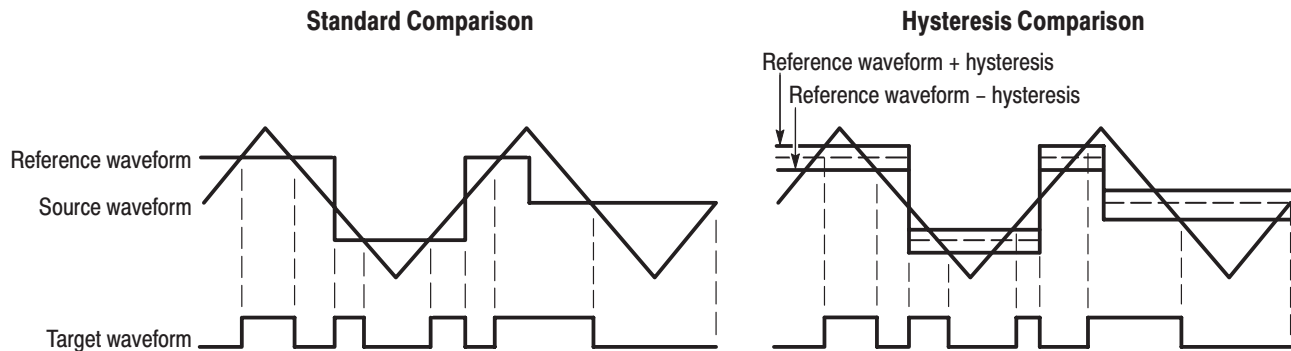 Standard Comparison
Hysteresis Comparison
Reference waveform + hysteresis
Reference waveform – hysteresis
Reference waveform
Source waveform
Target waveform